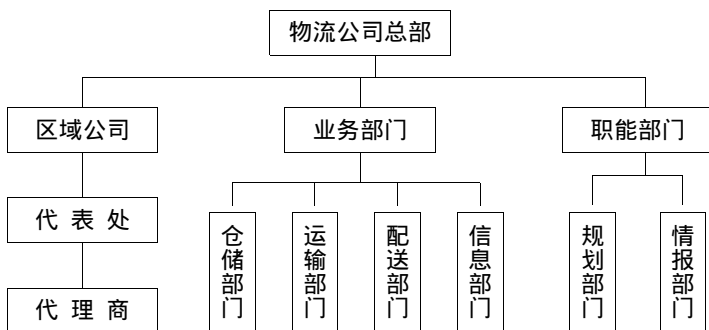 物流公司总部
区域公司
业务部门
职能部门
代表处
代理商
仓储部门
运输部门
配送部门
信息部门
规划部门
情报部门